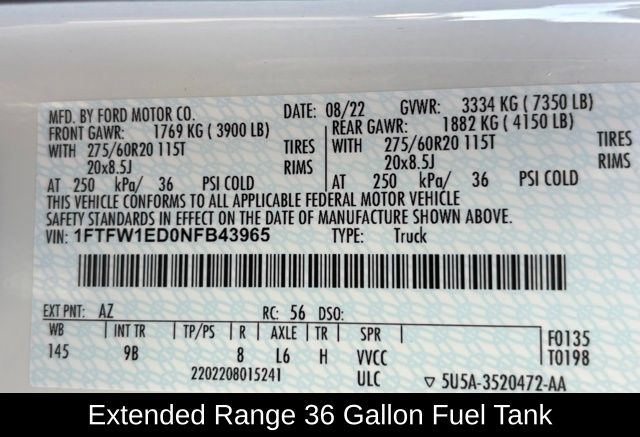 MFD. BY FORD MOTOR CO. DATE: 08/22 GVWR: 3334 KG ( 7350 LB)
FRONT GAWR: 1769 KG ( 3900 LB) REAR GAWR: 1882 KG ( 4150 LB)
WITH 275/60R20 115T TIRES WITH 275/60R20 115T TIRES
20x8.5J RIMS 20x8.5J RIMS
AT 250 kPa/ 36 PSI COLD AT 250 kPa/ 36 PSI COLD
THIS VEHICLE CONFORMS TO ALL APPLICABLE FEDERAL MOTOR VEHICLE
SAFETY STANDARDS IN EFFECT ON THE DATE OF MANUFACTURE SHOWN ABOVE.
VIN: 1FTFW1ED0NFB43965 TYPE: Truck
EXT PNT: AZ RC: 56 DSO:
WB INT TR TP/PS R AXLE TR SPR F0135
145 9B 8 L6 H VVCC T0198
2202208015241 ULC ▽ 5U5A-3520472-AA
Extended Range 36 Gallon Fuel Tank